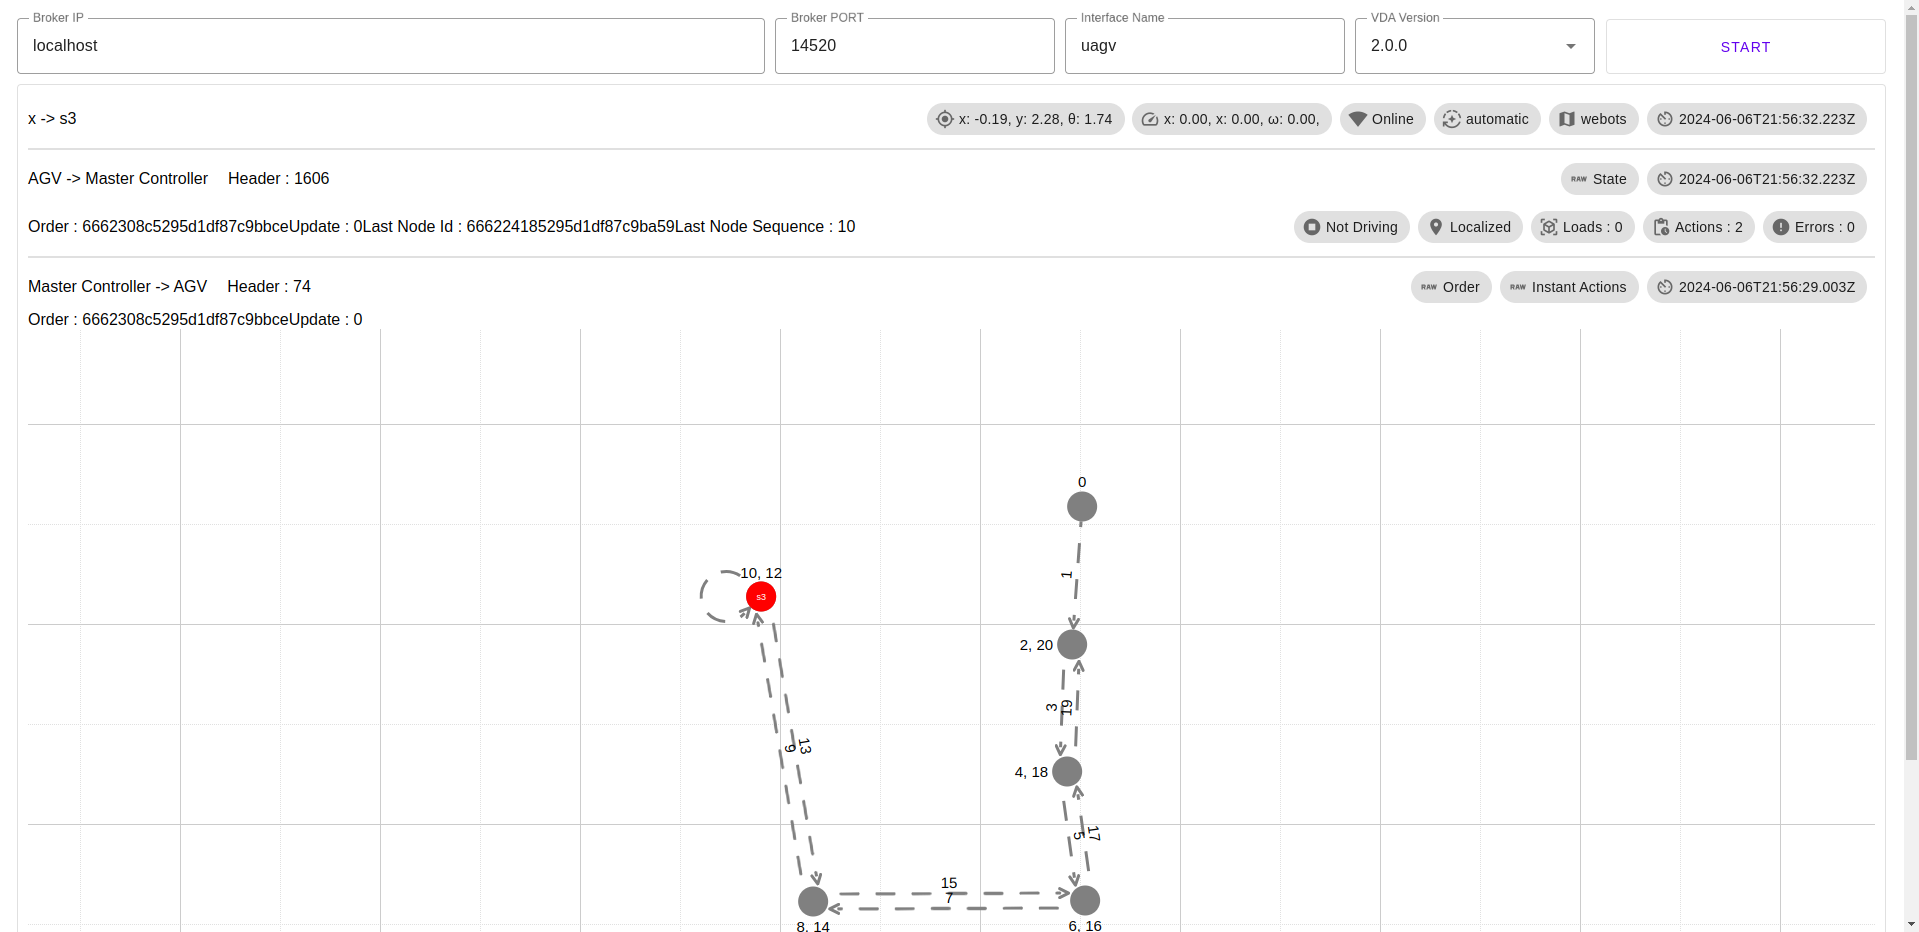 Broker IP Broker PORT Interface Name VDA Version
localhost 14520 uagv 2.0.0 START
x -> s3 x: -0.19, y: 2.28, θ: 1.74 x: 0.00, x: 0.00, ω: 0.00, Online automatic webots 2024-06-06T21:56:32.223Z
AGV -> Master Controller Header : 1606 RAW State 2024-06-06T21:56:32.223Z
Order : 6662308c5295d1df87c9bbceUpdate : 0Last Node Id : 666224185295d1df87c9ba59Last Node Sequence : 10 Not Driving Localized Loads : 0 Actions : 2 Errors : 0
Master Controller -> AGV Header : 74 RAW Order RAW Instant Actions 2024-06-06T21:56:29.003Z
Order : 6662308c5295d1df87c9bbceUpdate : 0
0
10, 12
1
s3
2, 20
3 19
9 13
4, 18
5 17
15
7
8, 14 6, 16